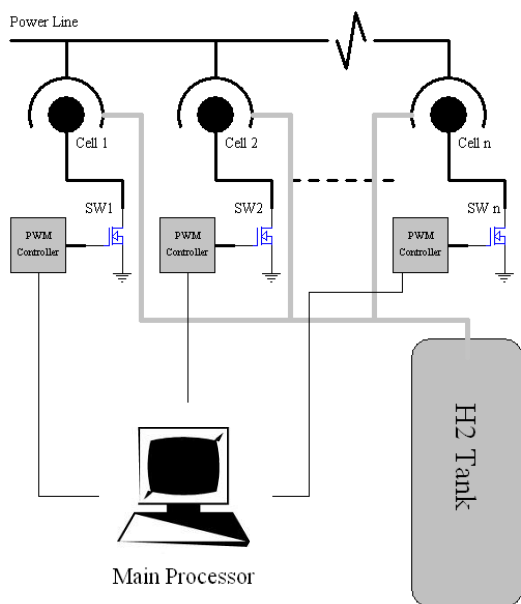 Power Line
Cell 1
Cell 2
Cell n
SW1
SW2
SW n
PWM
Controller
PWM
Controller
PWM
Controller
H2 Tank
Main Processor